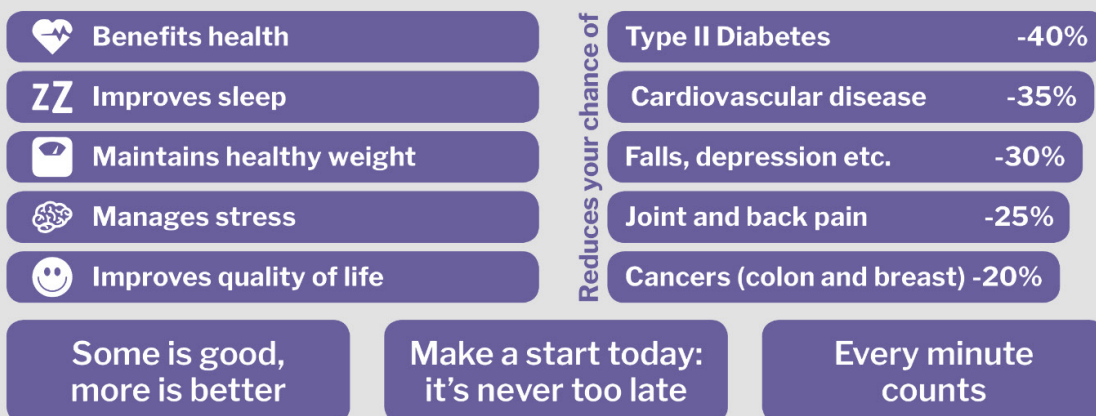 Benefits health
ZZ Improves sleep
Maintains healthy weight
Manages stress
Improves quality of life
Reduces your chance of
Type II Diabetes -40%
Cardiovascular disease -35%
Falls, depression etc. -30%
Joint and back pain -25%
Cancers (colon and breast) -20%
Some is good,
more is better
Make a start today:
it's never too late
Every minute
counts